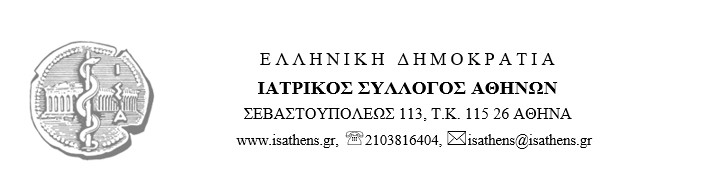 Ι Σ Α
ΕΛΛΗΝΙΚΗ ΔΗΜΟΚΡΑΤΙΑ
ΙΑΤΡΙΚΟΣ ΣΥΛΛΟΓΟΣ ΑΘΗΝΩΝ
ΣΕΒΑΣΤΟΥΠΟΛΕΩΣ 113, Τ.Κ. 115 26 ΑΘΗΝΑ
www.isathens.gr, ☏2103816404, ✉isathens@isathens.gr